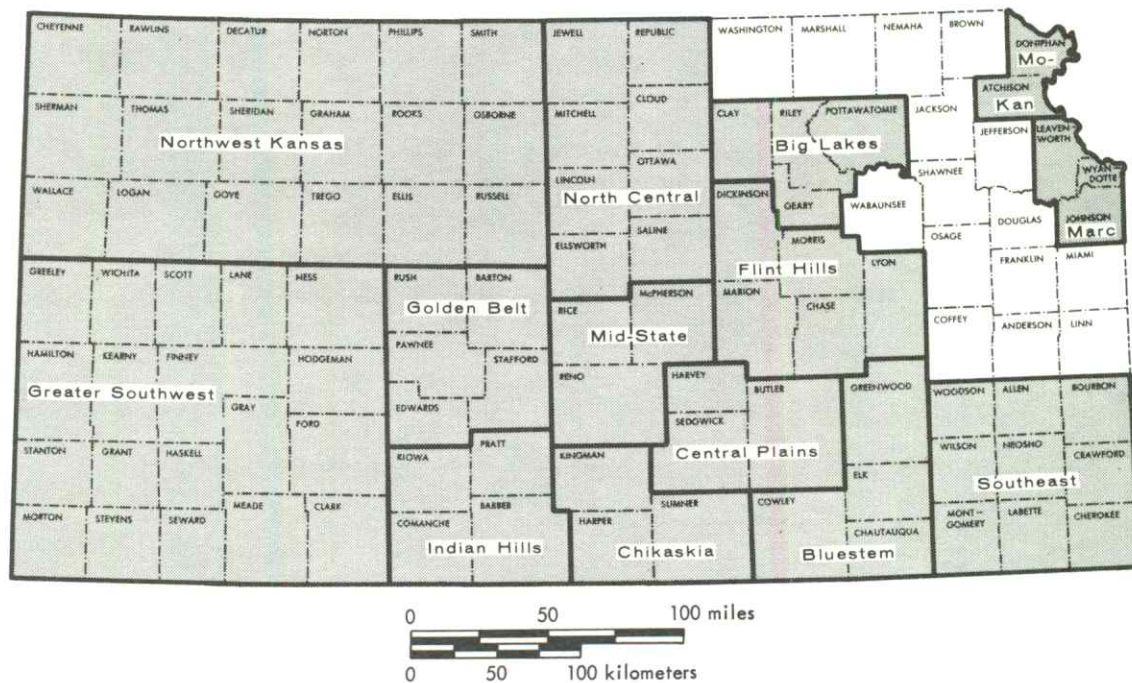 CHEYENNE RAWLINS DECATUR NORTON PHILLIPS SMITH JEWELL REPUBLIC WASHINGTON MARSHALL NEMAHA BROWN
DONIPHAN
Mo-
SHERMAN THOMAS SHERIDAN GRAHAM ROOKS OSBORNE MITCHELL CLOUD CLAY RILEY POTTAWATOMIE JACKSON ATCHISON
Kan
Northwest Kansas
Big Lakes
JEFFERSON LEAVEN
WORTH
OTTAWA
WALLACE LOGAN GOVE TREGO ELLIS RUSSELL LINCOLN DICKINSON GEARY WABAUNSEE SHAWNEE WYAN
DOTTE
North Central
SALINE
ELLSWORTH MORRIS OSAGE DOUGLAS JOHNSON
Marc
Flint Hills
GREELEY WICHITA SCOTT LANE NESS RUSH BARTON RICE McPHERSON MARION CHASE LYON FRANKLIN MIAMI
Golden Belt
Mid-State
HAMILTON KEARNY FINNEY HODGEMAN PAWNEE STAFFORD RENO HARVEY BUTLER GREENWOOD COFFEY ANDERSON LINN
Greater Southwest
GRAY EDWARDS SEDGWICK WOODSON ALLEN BOURBON
FORD
Central Plains
STANTON GRANT HASKELL KIOWA PRATT KINGMAN ELK WILSON NEOSHO CRAWFORD
Southeast
MORTON STEVENS SEWARD MEADE CLARK COMANCHE BARBER HARPER SUMNER COWLEY CHAUTAUQUA MONT-
GOMERY LABETTE CHEROKEE
Indian Hills
Chikaskia
Bluestem
0 50 100 miles
0 50 100 kilometers